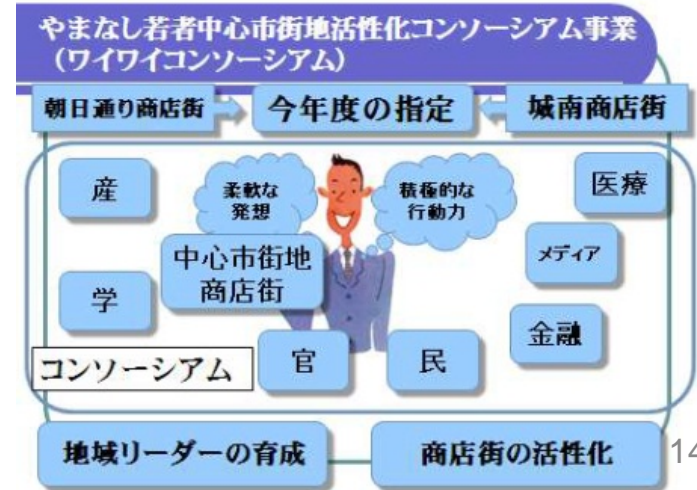 やまなし若者中心市街地活性化コンソーシアム事業
（ワイワイコンソーシアム）
朝日通り商店街
今年度の指定
城南商店街
産
柔軟な
発想
積極的な
行動力
医療
中心市街地
商店街
メディア
学
金融
コンソーシアム
官
民
地域リーダーの育成
商店街の活性化
14